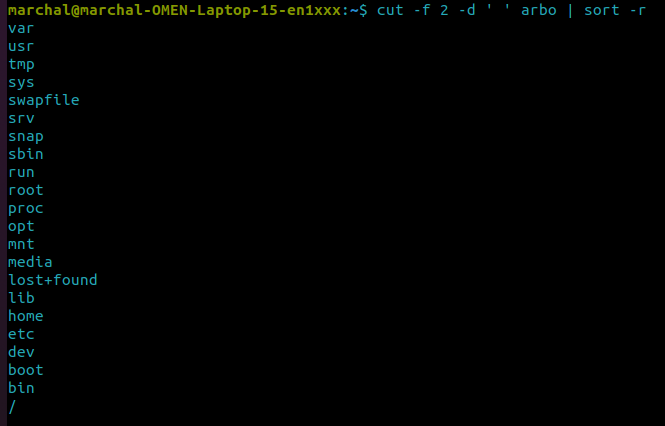 marchal@marchal-OMEN-Laptop-15-en1xxx:~$ cut -f 2 -d ' ' arbo | sort -r
var
usr
tmp
sys
swapfile
srv
snap
sbin
run
root
proc
opt
mnt
media
lost+found
lib
home
etc
dev
boot
bin
/